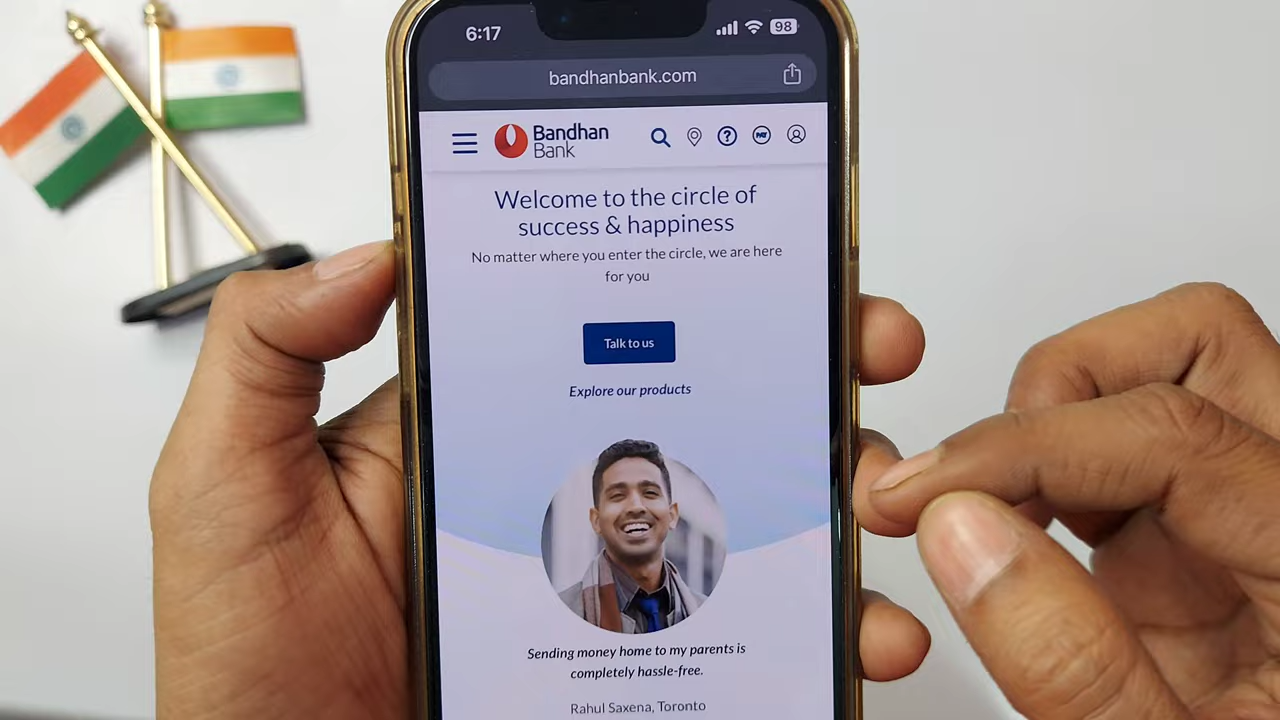 6:17
98
bandhanbank.com
Bandhan
Bank
PAY
Welcome to the circle of
success & happiness
No matter where you enter the circle, we are here
for you
Talk to us
Explore our products
Sending money home to my parents is
completely hassle-free.
Rahul Saxena, Toronto